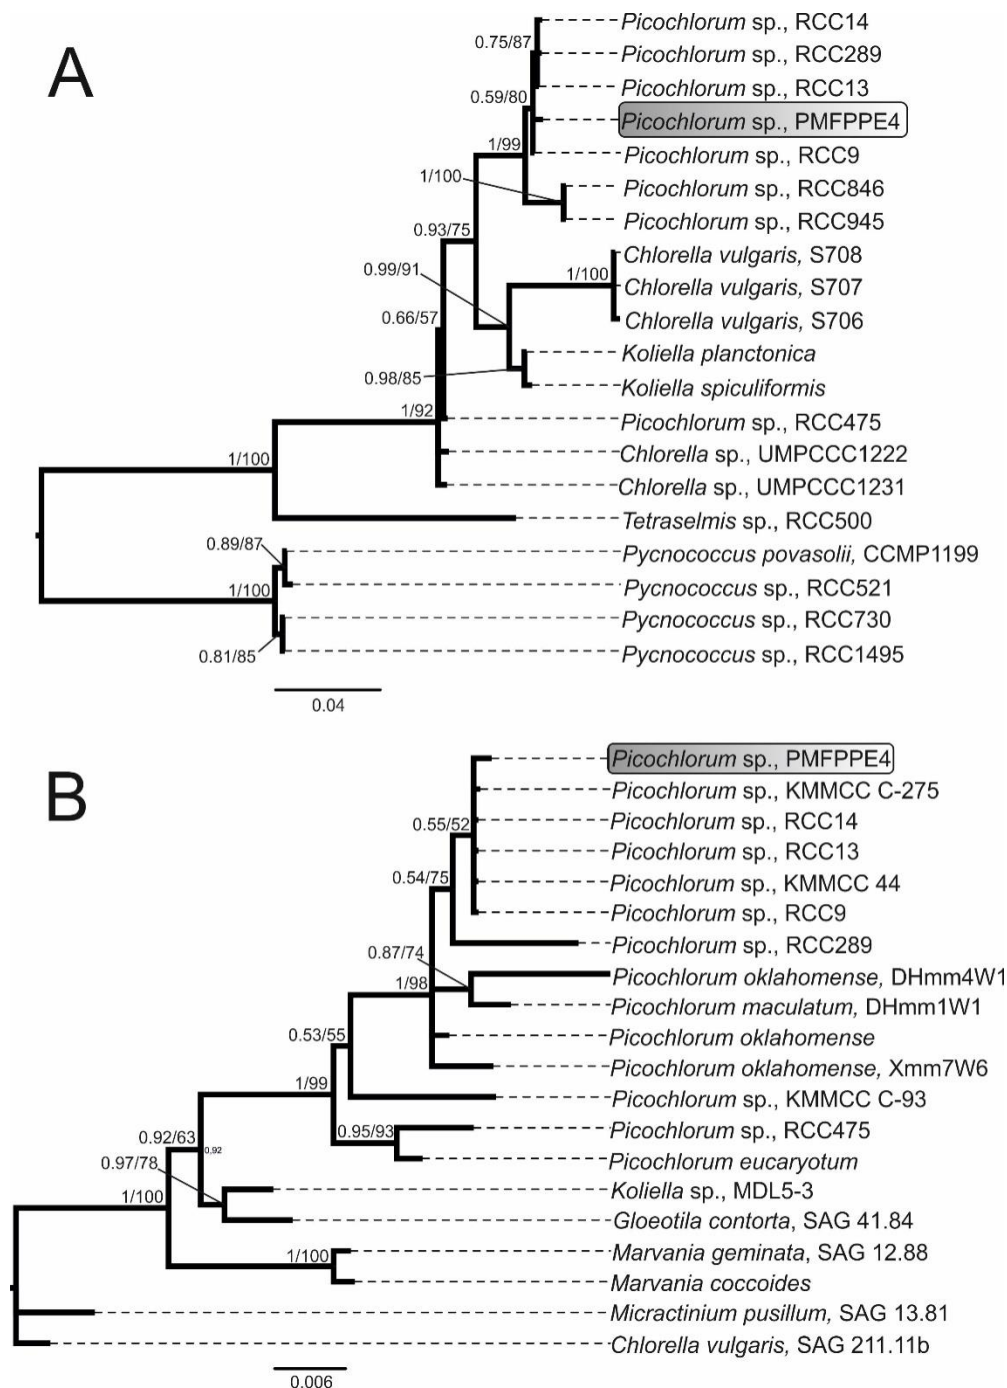 A
Picochlorum sp., RCC14
0.75/87
Picochlorum sp., RCC289
Picochlorum sp., RCC13
0.59/80
Picochlorum sp., PMFPPE4
1/99
Picochlorum sp., RCC9
1/100
Picochlorum sp., RCC846
Picochlorum sp., RCC945
0.93/75
Chlorella vulgaris, S708
0.99/91
1/100
Chlorella vulgaris, S707
0.66/57
Chlorella vulgaris, S706
Koliella planctonica
0.98/85
Koliella spiculiformis
1/92
Picochlorum sp., RCC475
Chlorella sp., UMPCCC1222
1/100
Chlorella sp., UMPCCC1231
Tetraselmis sp., RCC500
0.89/87
Pycnococcus povasolii, CCMP1199
1/100
Pycnococcus sp., RCC521
Pycnococcus sp., RCC730
0.81/85
Pycnococcus sp., RCC1495
0.04
B
Picochlorum sp., PMFPPE4
Picochlorum sp., KMMCC C-275
0.55/52
Picochlorum sp., RCC14
Picochlorum sp., RCC13
0.54/75
Picochlorum sp., KMMCC 44
Picochlorum sp., RCC9
Picochlorum sp., RCC289
0.87/74
Picochlorum oklahomense, DHmm4W1
1/98
Picochlorum maculatum, DHmm1W1
0.53/55
Picochlorum oklahomense
Picochlorum oklahomense, Xmm7W6
1/99
Picochlorum sp., KMMCC C-93
0.95/93
Picochlorum sp., RCC475
0.92/63
0,92
Picochlorum eucaryotum
0.97/78
Koliella sp., MDL5-3
1/100
Gloeotila contorta, SAG 41.84
1/100
Marvania geminata, SAG 12.88
Marvania coccoides
Micractinium pusillum, SAG 13.81
Chlorella vulgaris, SAG 211.11b
0.006